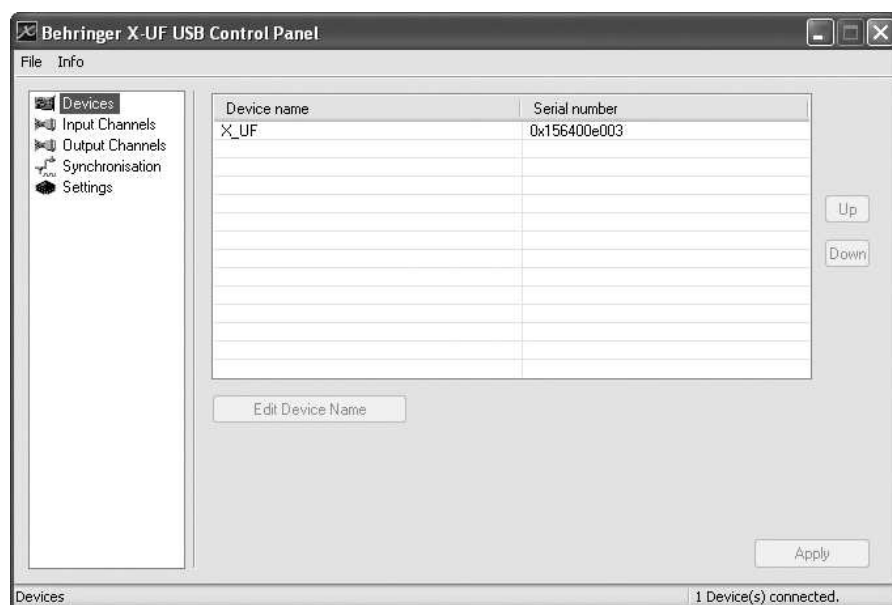 Behringer X-UF USB Control Panel
File Info
Devices
Input Channels
Output Channels
Synchronisation
Settings
Device name Serial number
X_UF 0x156400e003
Up
Down
Edit Device Name
Apply
Devices 1 Device(s) connected.